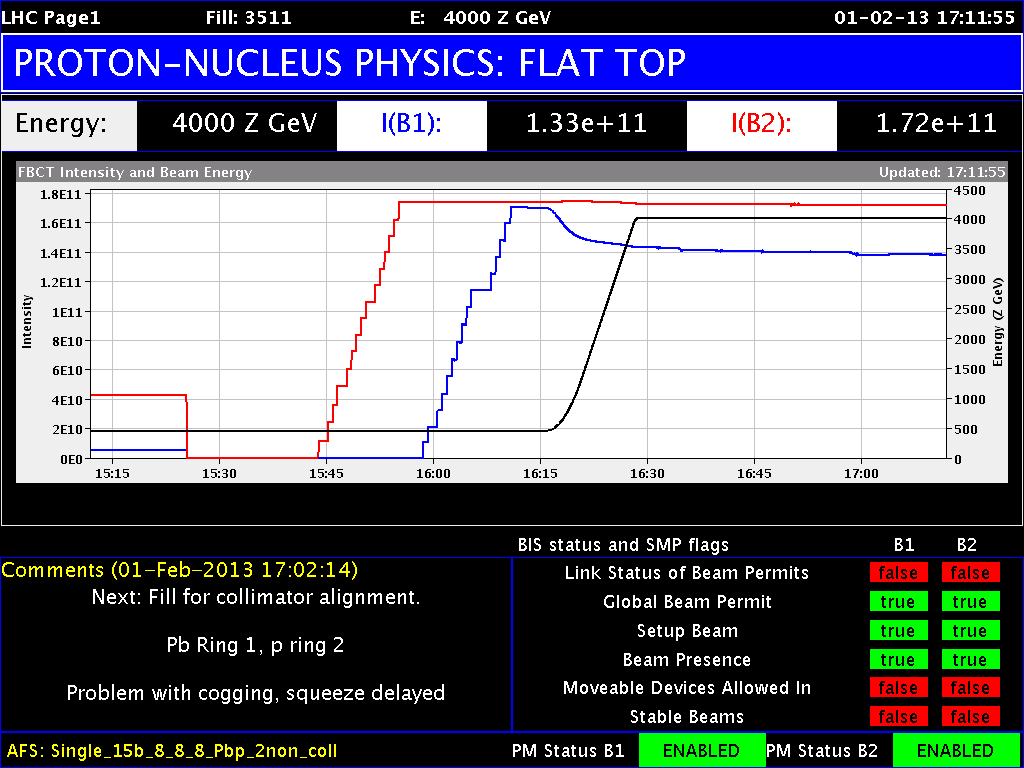 LHC Page1 Fill: 3511 E: 4000 Z GeV 01-02-13 17:11:55
PROTON-NUCLEUS PHYSICS: FLAT TOP
Energy: 4000 Z GeV I(B1): 1.33e+11 I(B2): 1.72e+11
FBCT Intensity and Beam Energy Updated: 17:11:55
Intensity
1.8E11
1.6E11
1.4E11
1.2E11
1E11
8E10
6E10
4E10
2E10
0E0
4500
4000
3500
3000
2500
2000
1500
1000
500
0
Energy (Z GeV)
15:15 15:30 15:45 16:00 16:15 16:30 16:45 17:00
Comments (01-Feb-2013 17:02:14)
Next: Fill for collimator alignment.
Pb Ring 1, p ring 2
Problem with cogging, squeeze delayed
BIS status and SMP flags B1 B2
Link Status of Beam Permits false false
Global Beam Permit true true
Setup Beam true true
Beam Presence true true
Moveable Devices Allowed In false false
Stable Beams false false
AFS: Single_15b_8_8_8_Pbp_2non_coll PM Status B1 ENABLED PM Status B2 ENABLED